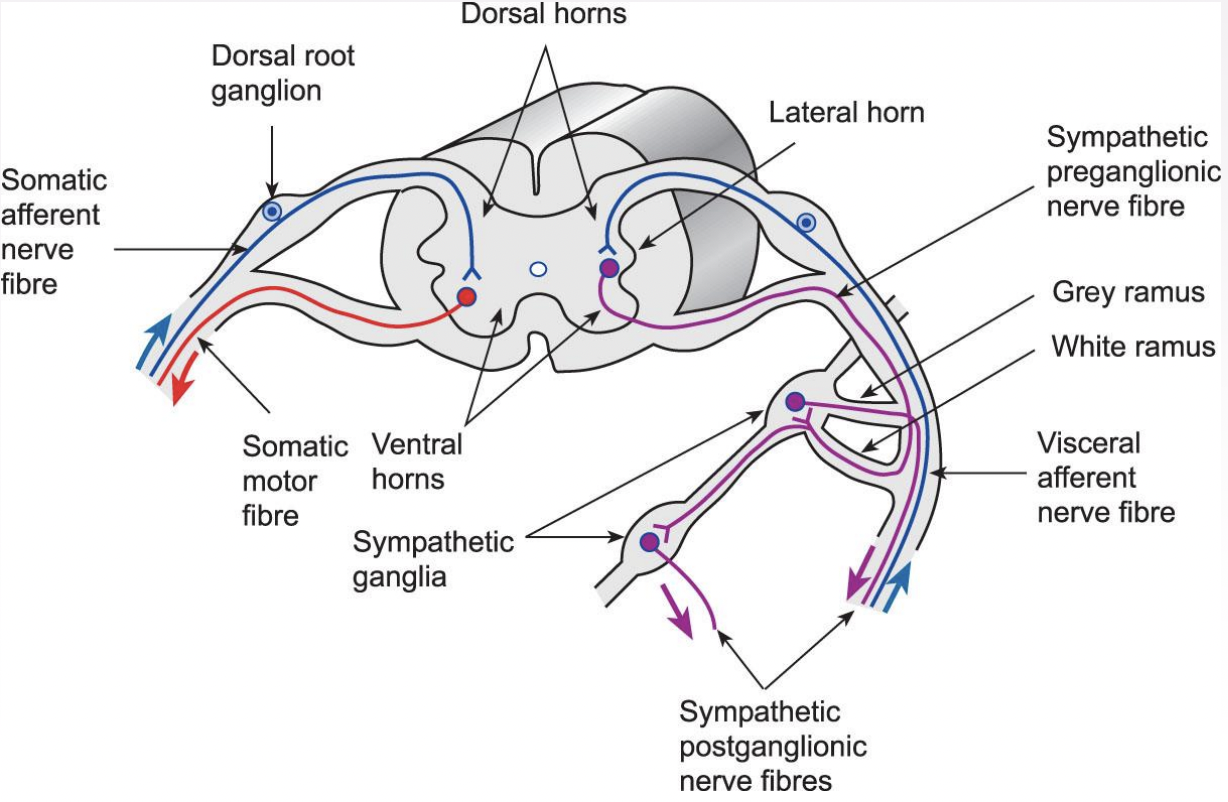 Dorsal horns
Dorsal root
ganglion
Lateral horn
Sympathetic
preganglionic
nerve fibre
Somatic
afferent
nerve
fibre
Grey ramus
White ramus
Somatic
motor
fibre
Ventral
horns
Visceral
afferent
nerve fibre
Sympathetic
ganglia
Sympathetic
postganglionic
nerve fibres